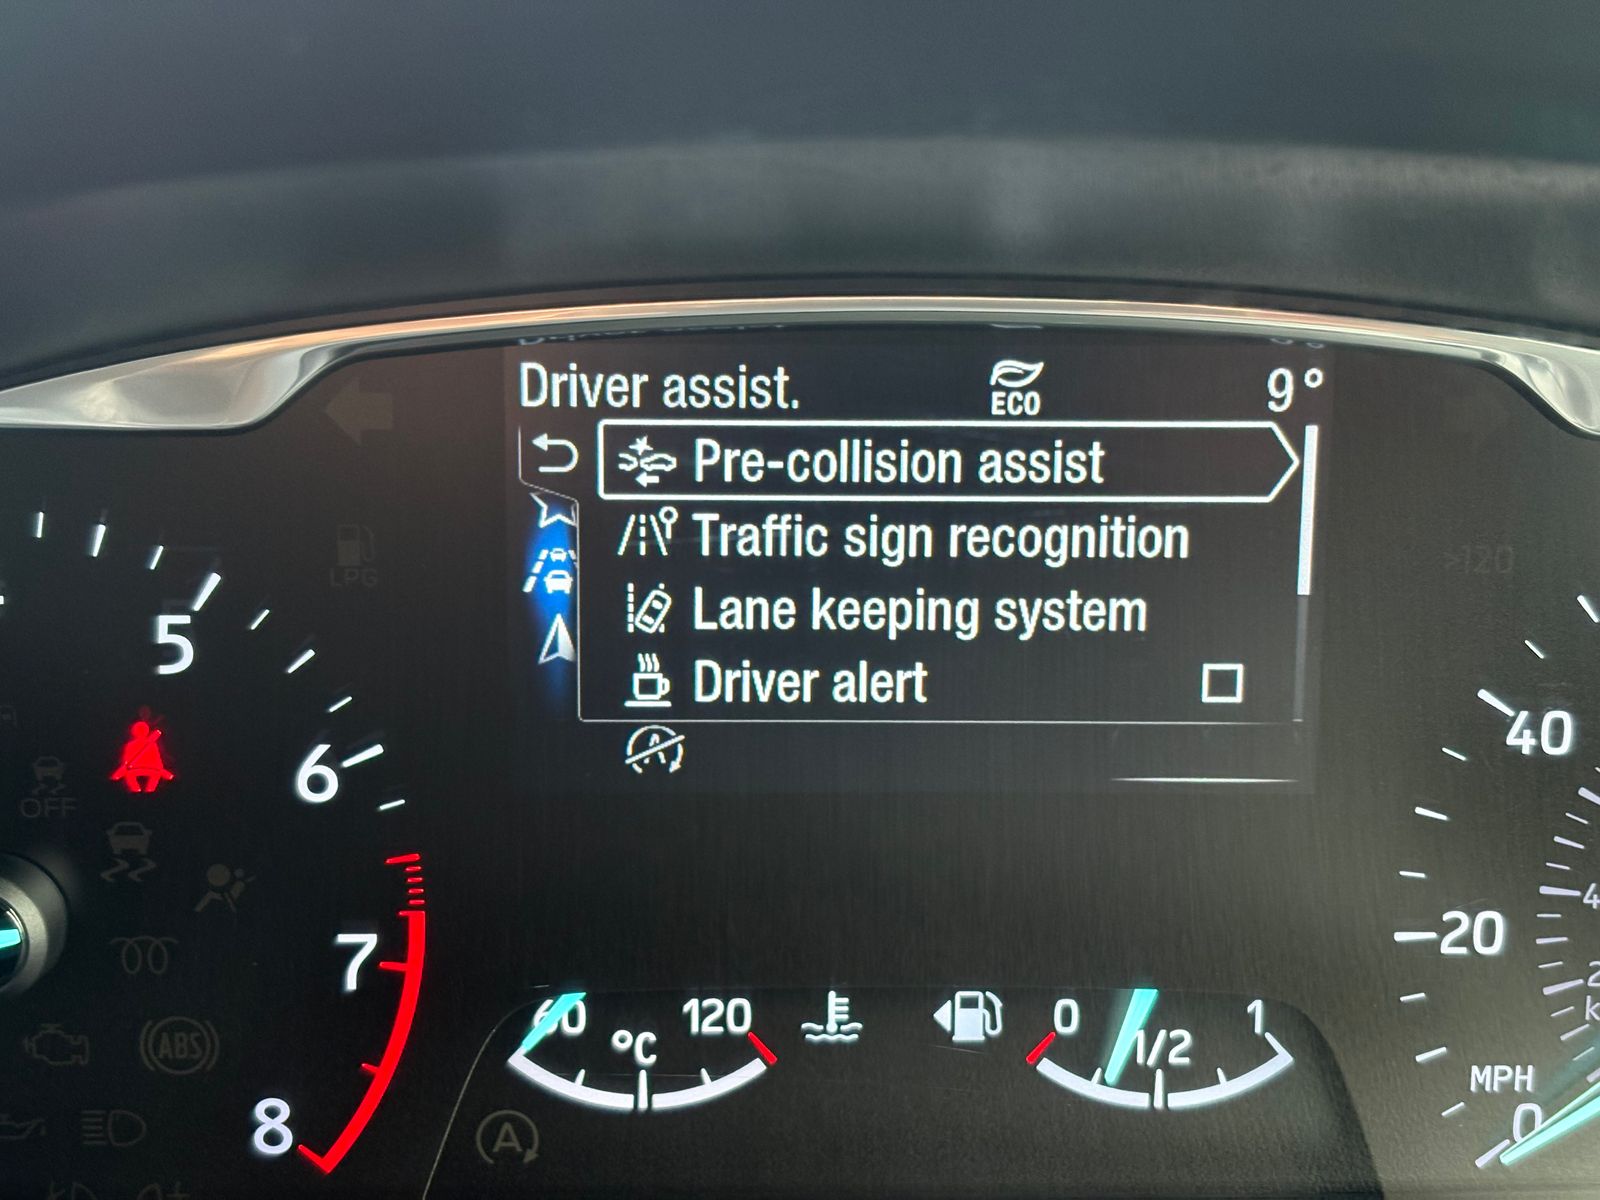 Driver assist.
ECO
9°
Pre-collision assist
Traffic sign recognition
Lane keeping system
Driver alert
LPG
>120
5
6
7
8
OFF
ABS
A
60
120
°C
0
1/2
1
40
20
0
MPH